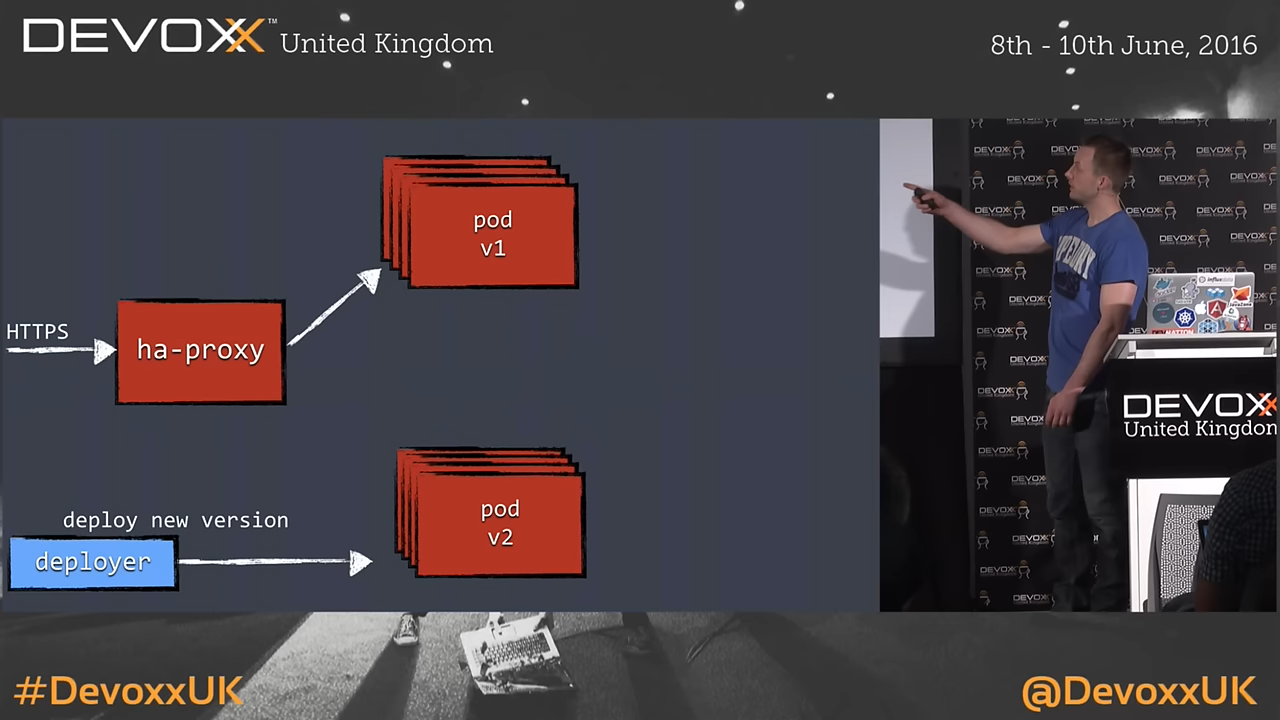 DEVOXX™ United Kingdom
8th - 10th June, 2016
pod
v1
HTTPS
ha-proxy
pod
v2
deploy new version
deployer
DEVOXX
United Kingdom
#DevoxxUK
@DevoxxUK